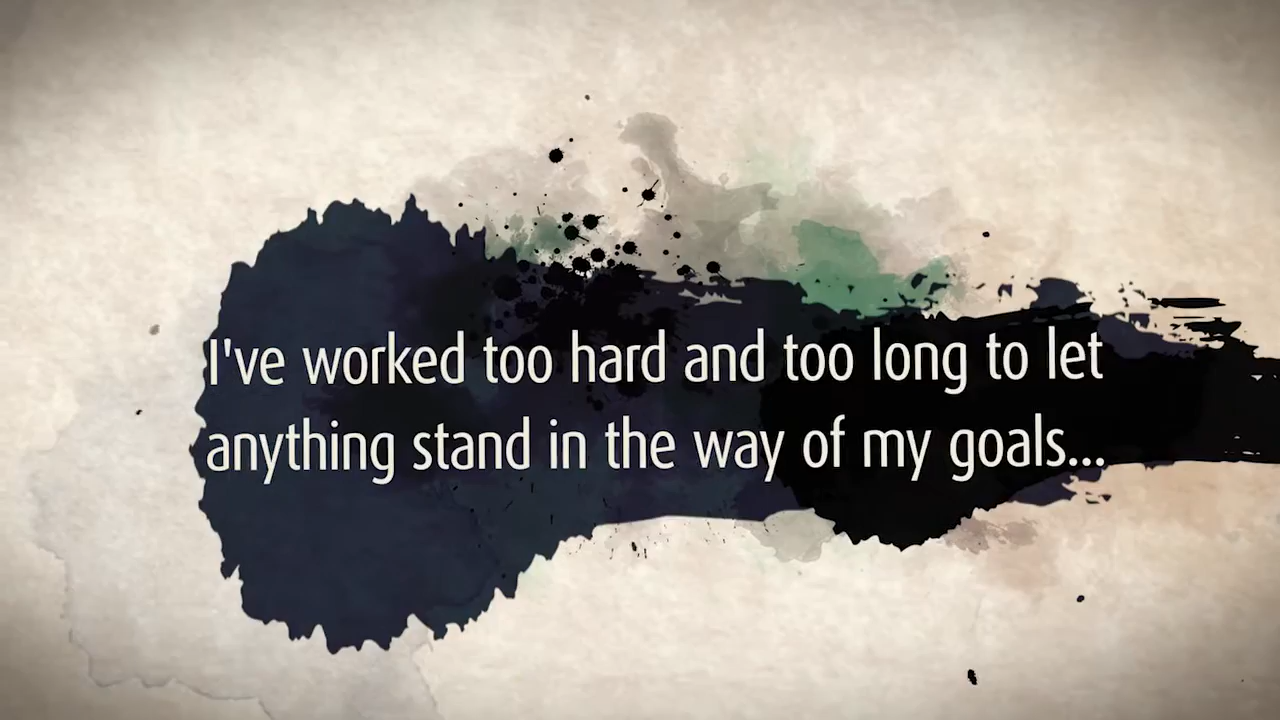 I've worked too hard and too long to let
anything stand in the way of my goals...